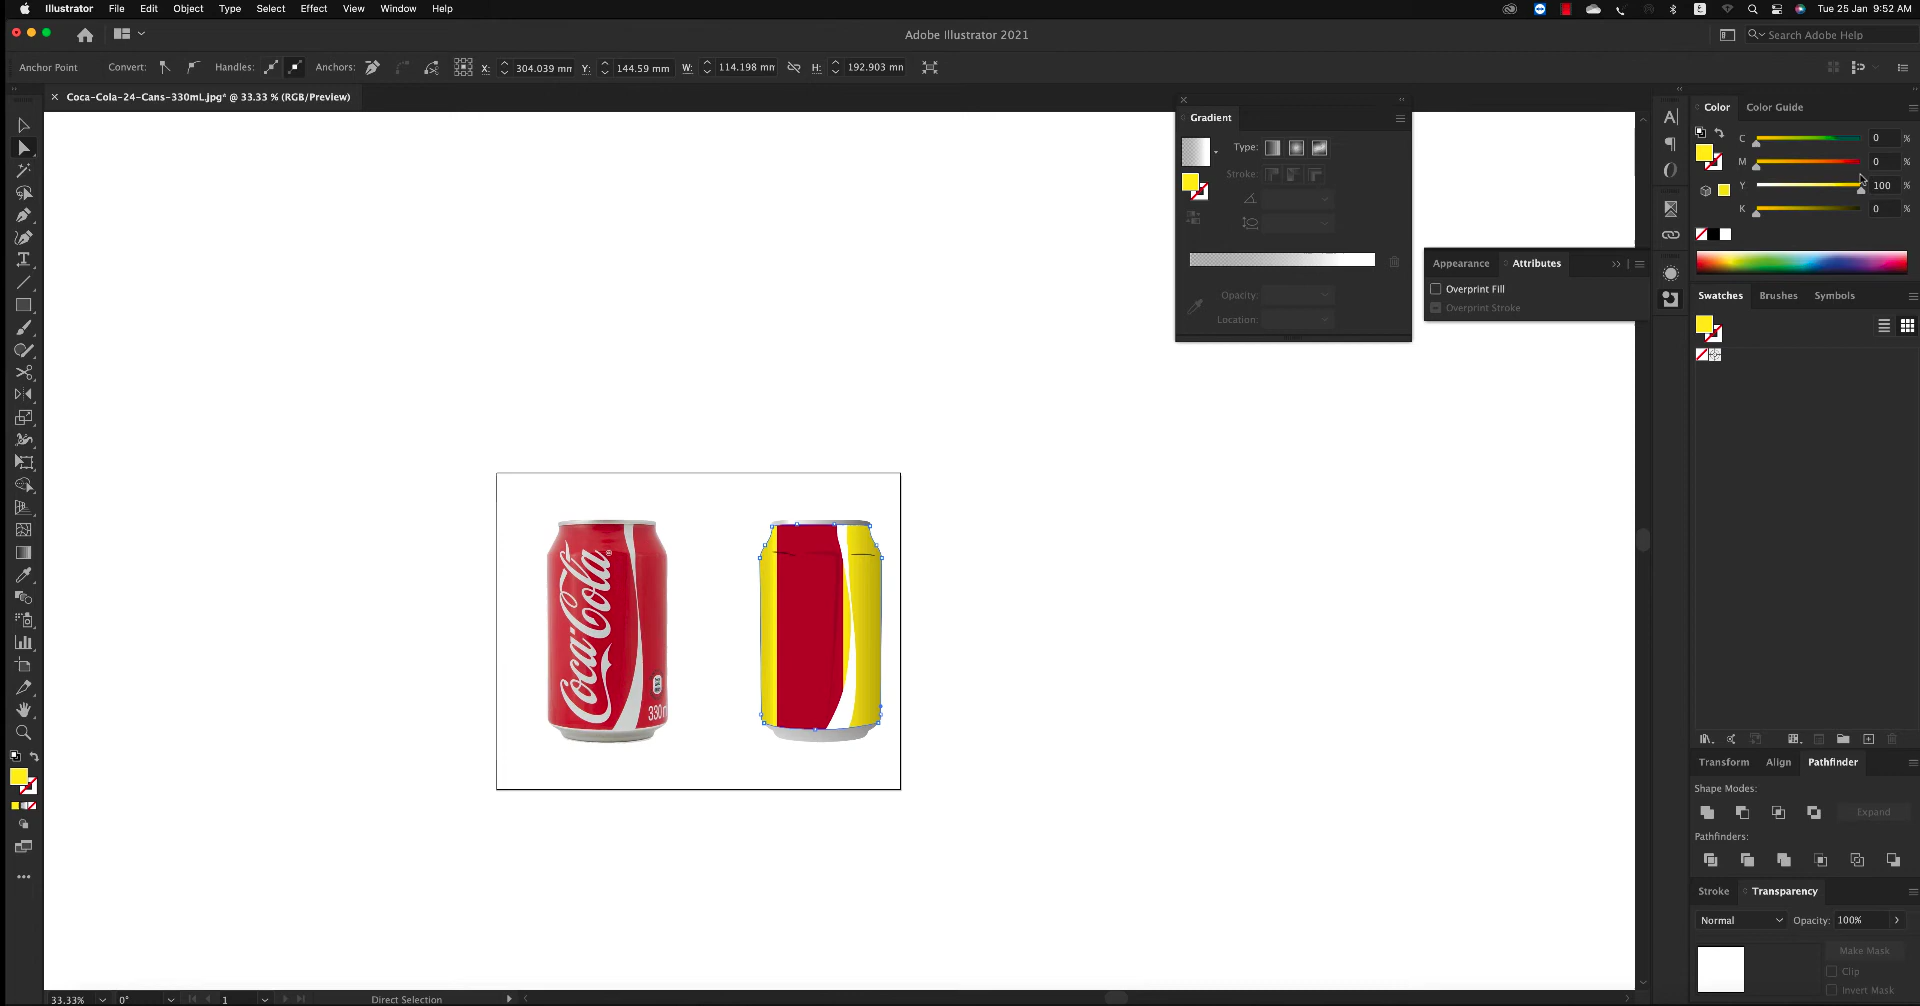 Illustrator File Edit Object Type Select Effect View Window Help
Tue 25 Jan 9:52 AM
Adobe Illustrator 2021
Search Adobe Help
Anchor Point Convert: Handles: Anchors: X: 304.039 mm Y: 144.59 mm W: 114.198 mm H: 192.903 mm
Coca-Cola-24-Cans-330mL.jpg* @ 33.33 % (RGB/Preview)
Gradient
Type:
Stroke:
Opacity:
Location:
Appearance Attributes
Overprint Fill
Overprint Stroke
Color Color Guide
C 0 %
M 0 %
Y 100 %
K 0 %
Swatches Brushes Symbols
Coca-Cola
330m
Transform Align Pathfinder
Shape Modes:
Expand
Pathfinders:
Stroke Transparency
Normal Opacity: 100%
Make Mask
Clip
Invert Mask
33.33% 0° 1 Direct Selection